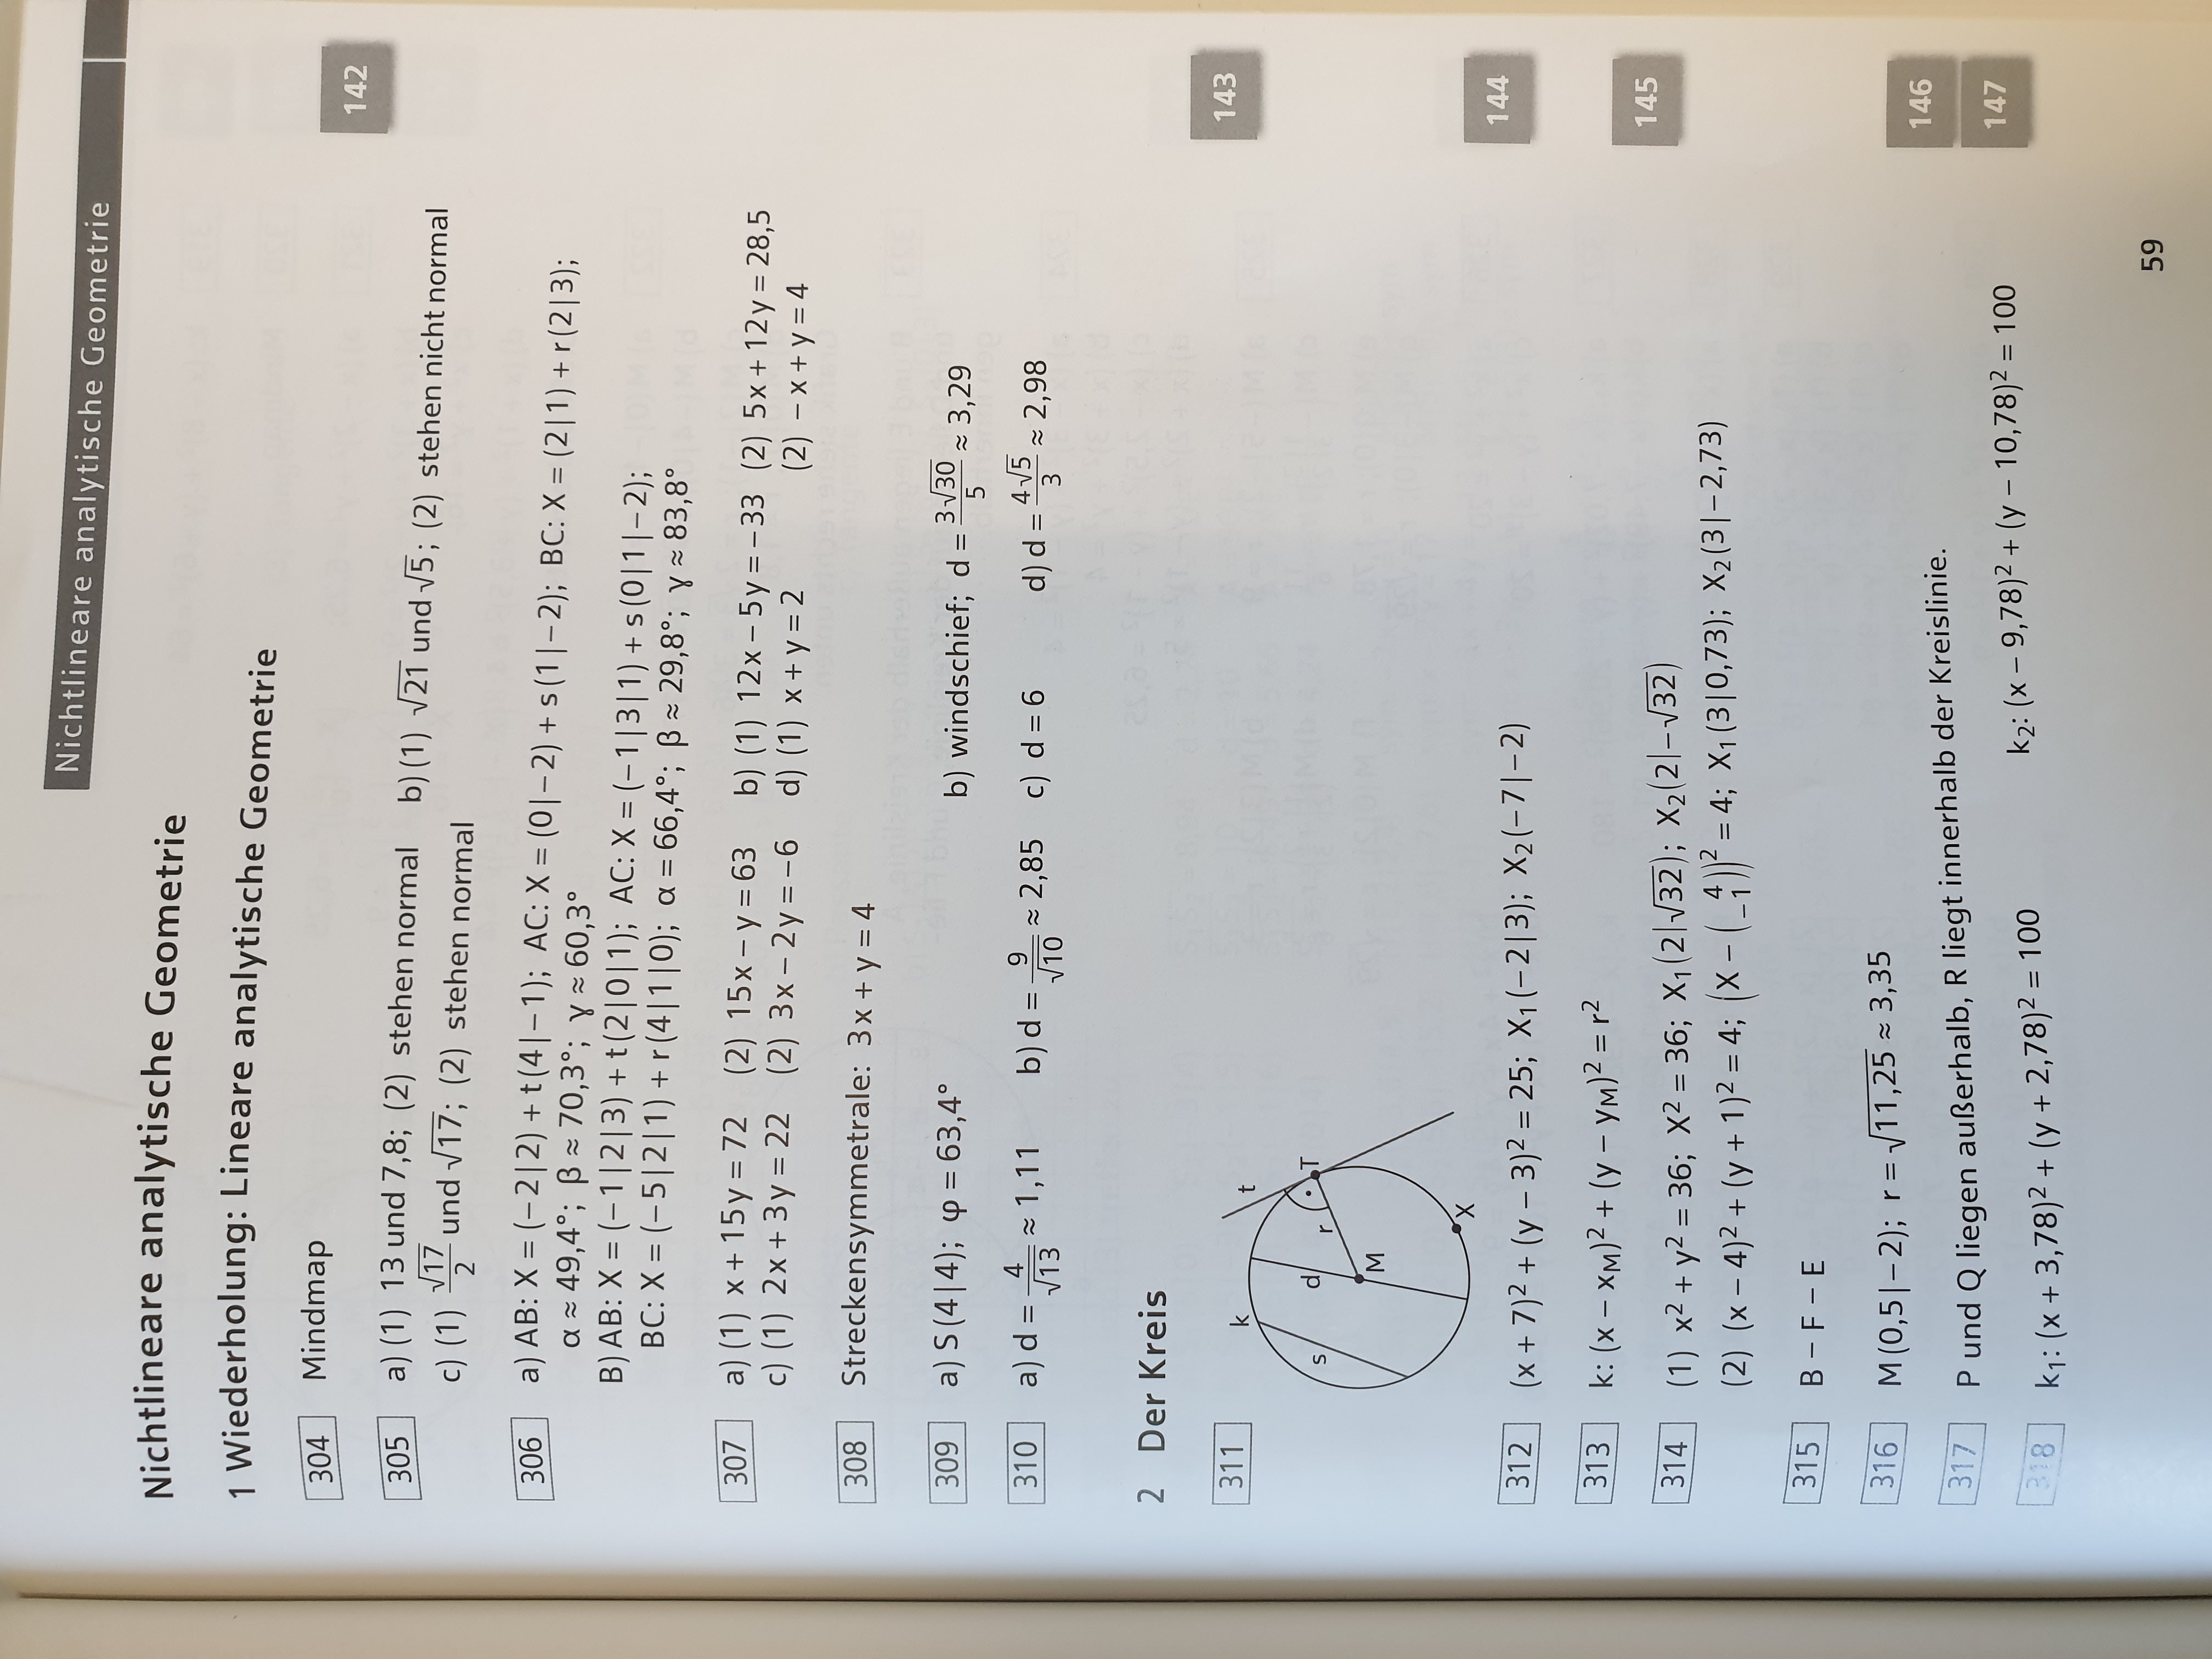 Nichtlineare analytische Geometrie
Nichtlineare analytische Geometrie
1 Wiederholung: Lineare analytische Geometrie
304 Mindmap 142
305 a) (1) 13 und 7,8; (2) stehen normal b) (1) √21 und √5; (2) stehen nicht normal
c) (1) √17/2 und √17; (2) stehen normal
306 a) AB: X = (−2|2) + t(4|−1); AC: X = (0|−2) + s(1|−2); BC: X = (2|1) + r(2|3);
α ≈ 49,4°; β ≈ 70,3°; γ ≈ 60,3°
B) AB: X = (−1|2|3) + t(2|0|1); AC: X = (−1|3|1) + s(0|1|−2);
BC: X = (−5|2|1) + r(4|1|0); α = 66,4°; β ≈ 29,8°; γ ≈ 83,8°
307 a) (1) x + 15y = 72 (2) 15x − y = 63 b) (1) 12x − 5y = −33 (2) 5x + 12y = 28,5
c) (1) 2x + 3y = 22 (2) 3x − 2y = −6 d) (1) x + y = 2 (2) −x + y = 4
308 Streckensymmetrale: 3x + y = 4
309 a) S(4|4); φ = 63,4° b) windschief; d = 3√30/5 ≈ 3,29
310 a) d = 4/√13 ≈ 1,11 b) d = 9/√10 ≈ 2,85 c) d = 6 d) d = 4√5/3 ≈ 2,98
2 Der Kreis
311 143
k
t
s
d
r
T
M
X
312 (x + 7)² + (y − 3)² = 25; X₁(−2|3); X₂(−7|−2) 144
313 k: (x − x_M)² + (y − y_M)² = r²
314 (1) x² + y² = 36; X² = 36; X₁(2|√32); X₂(2|−√32) 145
(2) (x − 4)² + (y + 1)² = 4; (X − (4 −1))² = 4; X₁(3|0,73); X₂(3|−2,73)
315 B – F – E
316 M(0,5|−2); r = √11,25 ≈ 3,35 146
317 P und Q liegen außerhalb, R liegt innerhalb der Kreislinie. 147
318 k₁: (x + 3,78)² + (y + 2,78)² = 100 k₂: (x − 9,78)² + (y − 10,78)² = 100
59